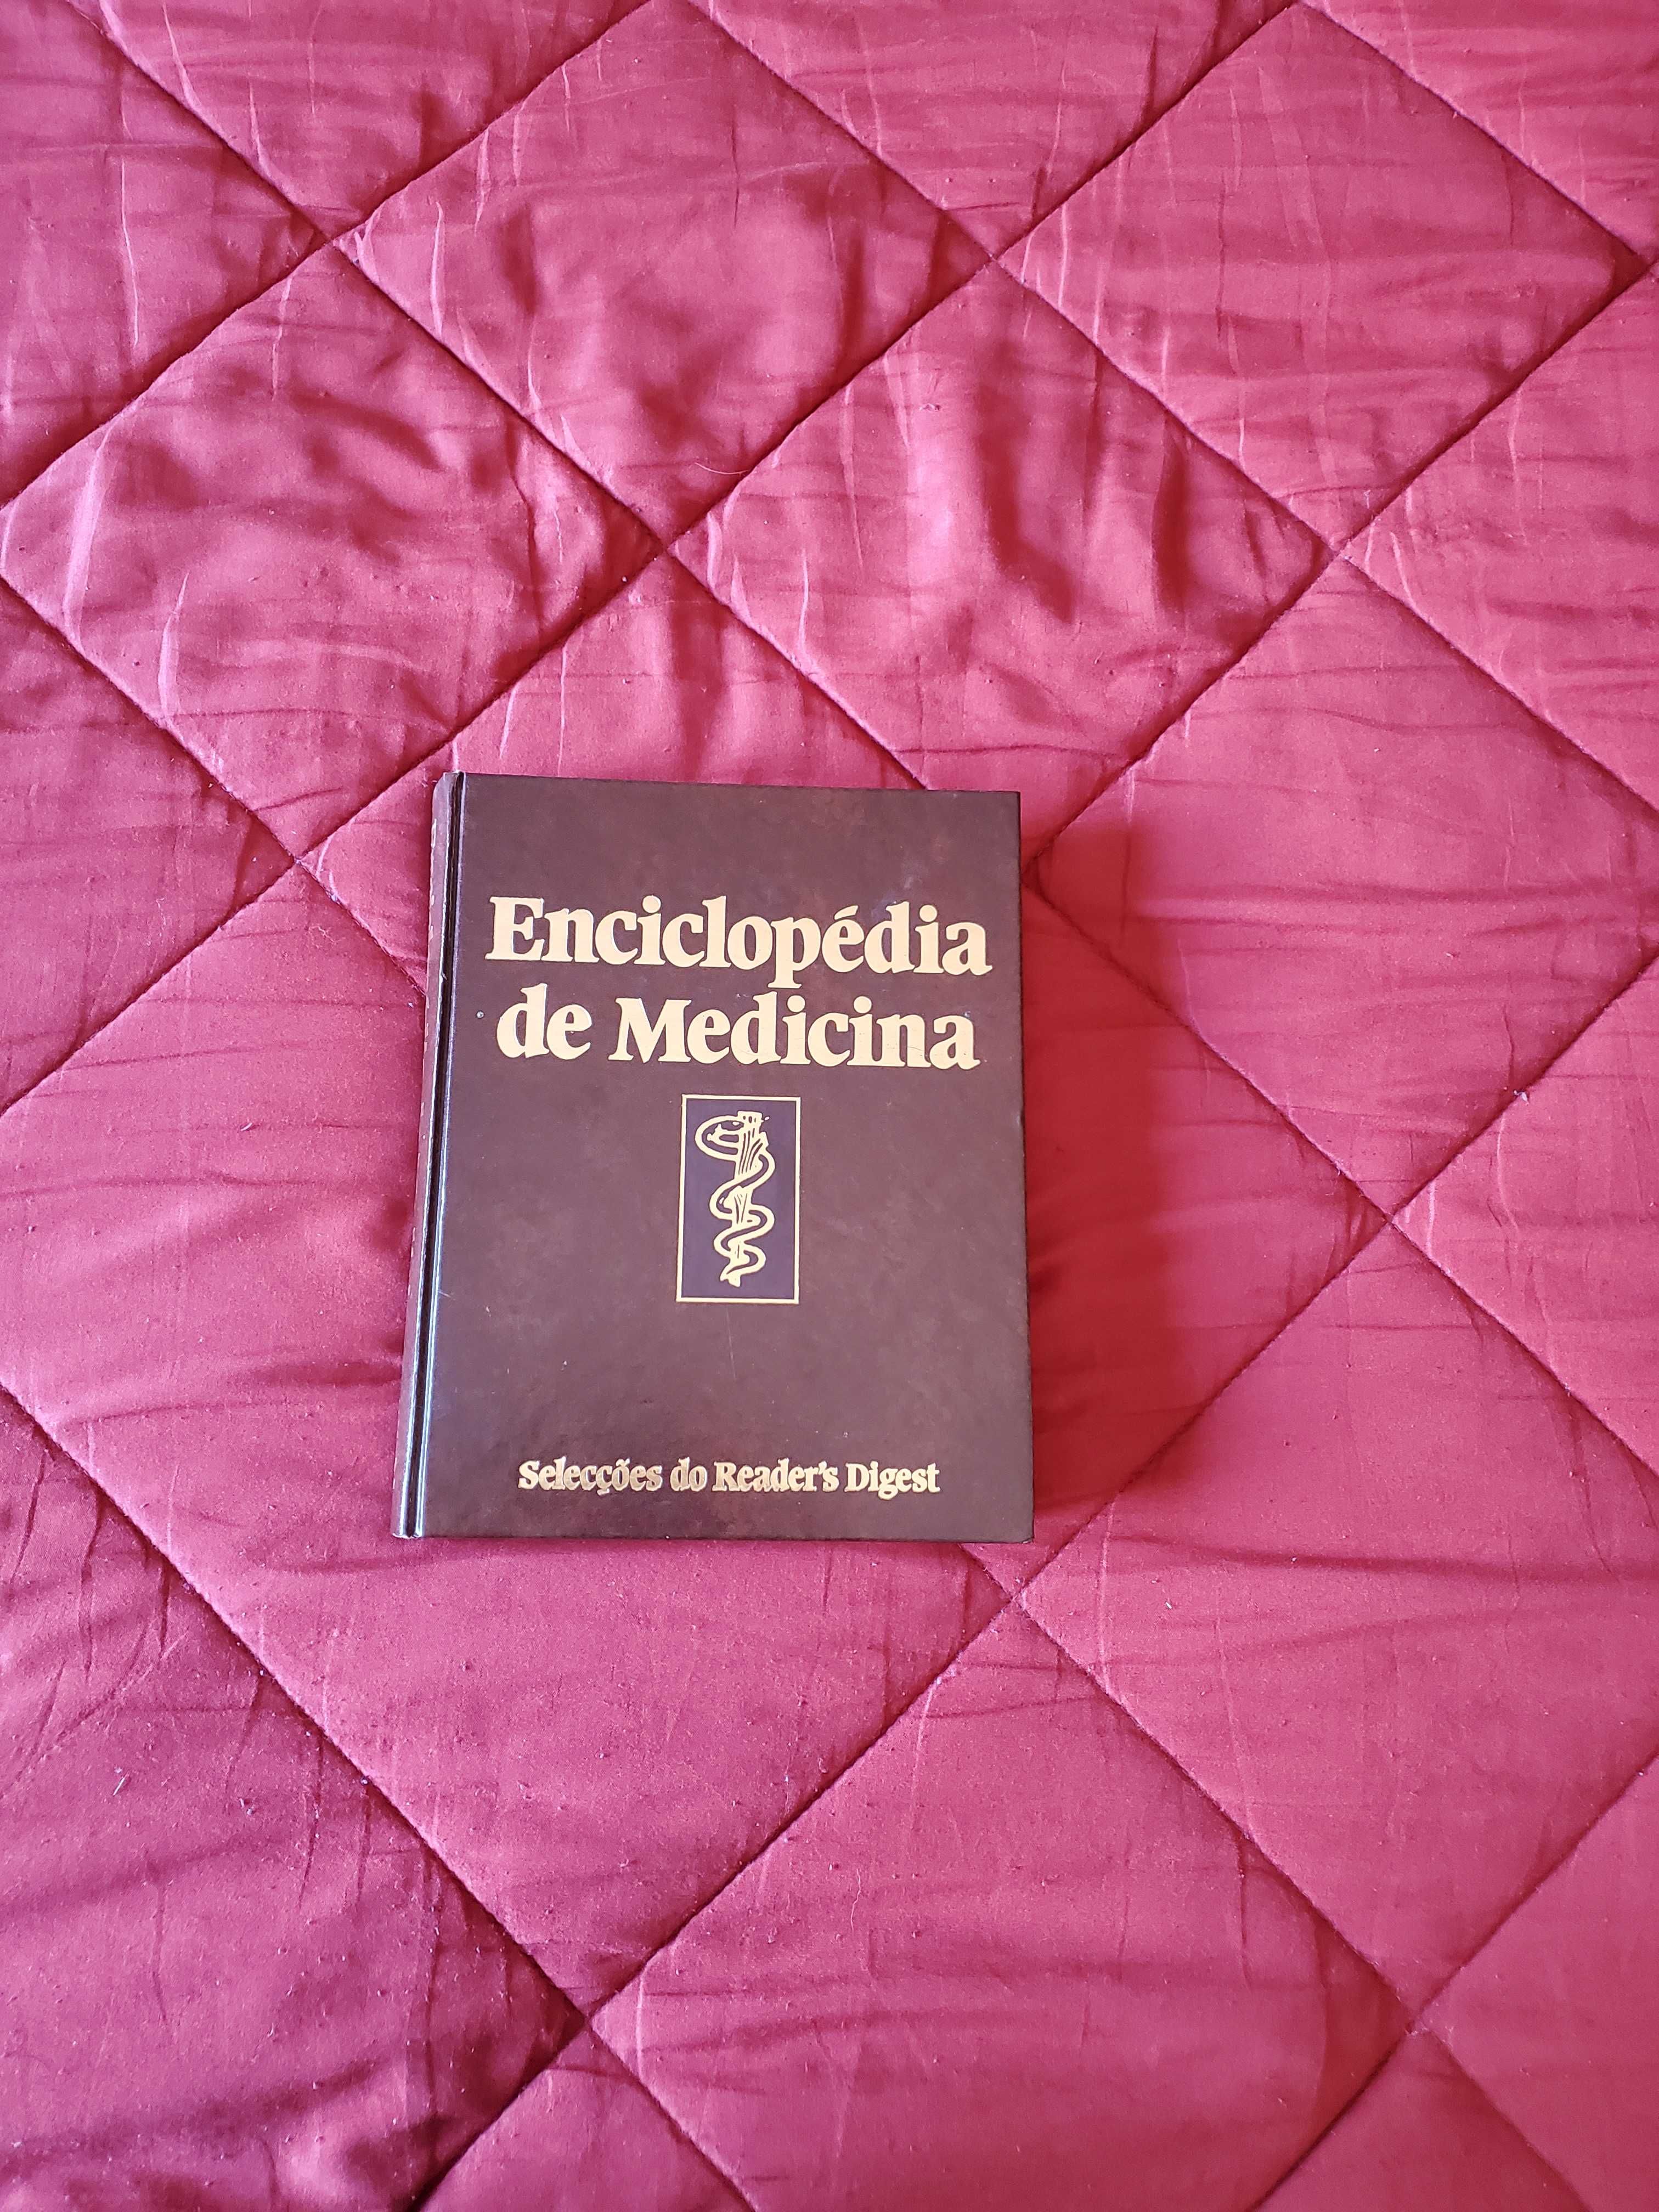 Enciclopédia
de Medicina
Selecções do Reader's Digest